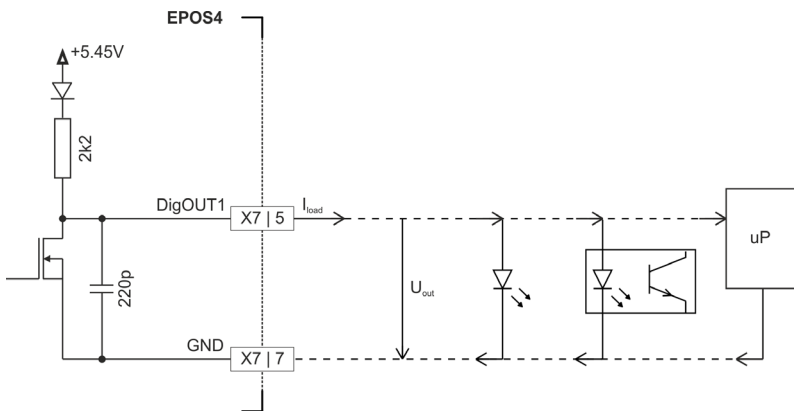 EPOS4
+5.45V
2k2
DigOUT1
X7 | 5
Iload
uP
220p
Uout
GND
X7 | 7